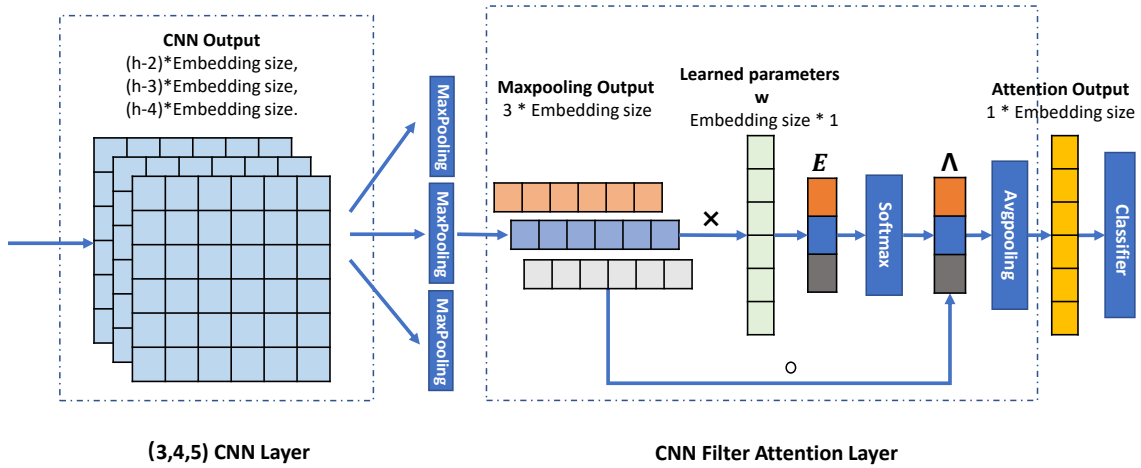 CNN Output
(h-2)*Embedding size,
(h-3)*Embedding size,
(h-4)*Embedding size.
MaxPooling
MaxPooling
MaxPooling
Maxpooling Output
3 * Embedding size
×
Learned parameters
w
Embedding size * 1
E
Softmax
Λ
Avgpooling
Attention Output
1 * Embedding size
Classifier
(3,4,5) CNN Layer
CNN Filter Attention Layer